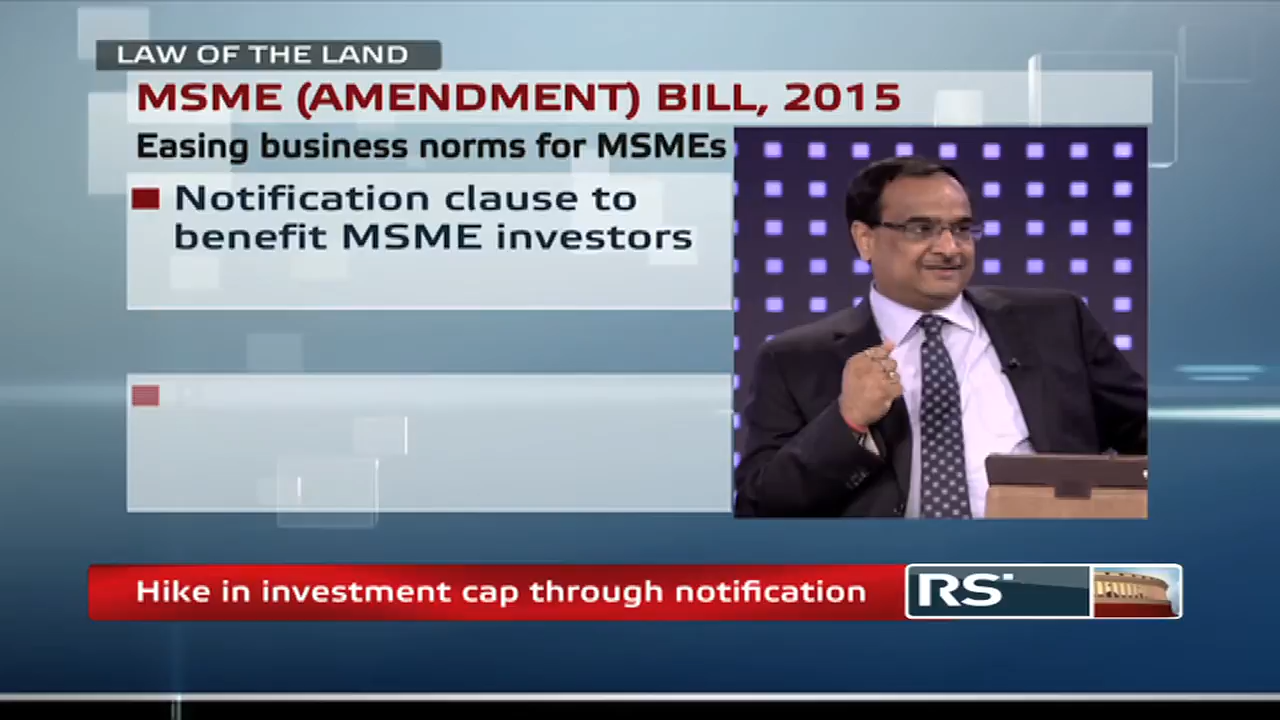 LAW OF THE LAND
MSME (AMENDMENT) BILL, 2015
Easing business norms for MSMEs
Notification clause to
benefit MSME investors
Hike in investment cap through notification
RS